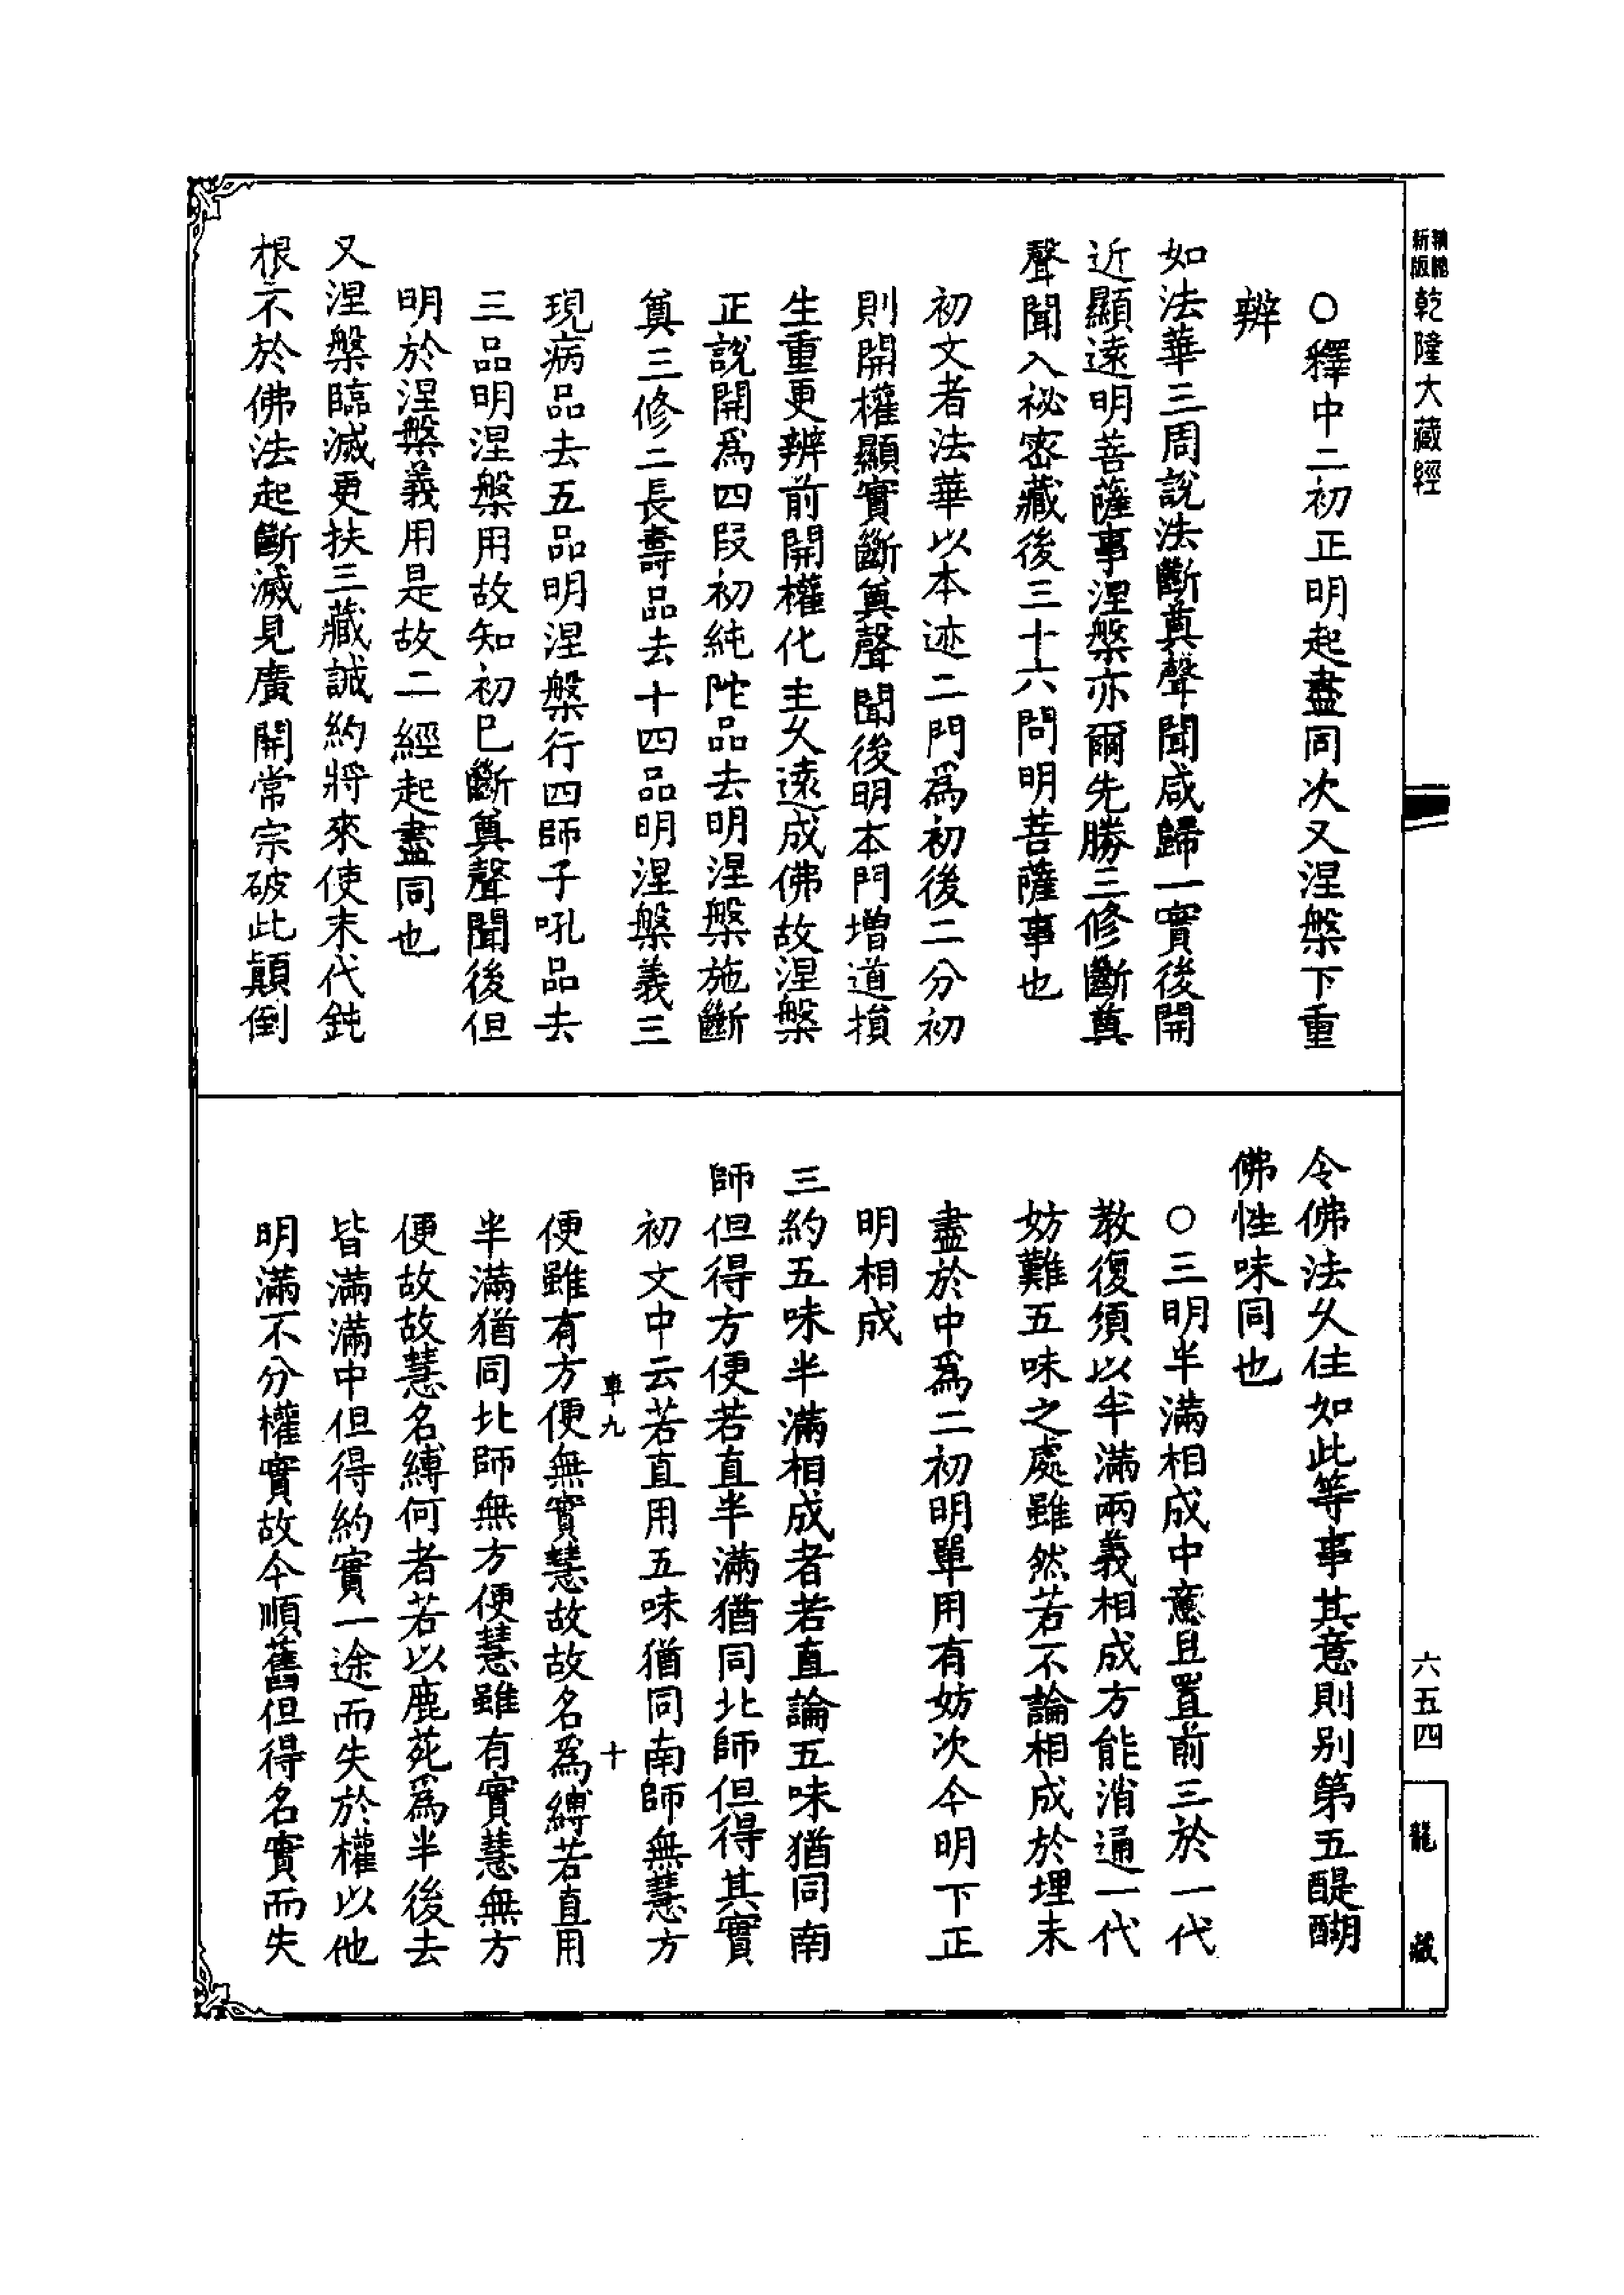 精縮新版乾隆大藏經
○釋中二初正明起盡同次又涅槃下重
辨
如法華三周說法斷奠聲聞咸歸一實後開
近顯遠明菩薩事涅槃亦爾先勝三修斷奠
聲聞入祕密藏後三十六問明菩薩事也
初文者法華以本迹二門爲初後二分初
則開權顯實斷奠聲聞後明本門增道損
生重更辨前開權化主久遠成佛故涅槃
正說開爲四段初純陀品去明涅槃施斷
奠三修二長壽品去十四品明涅槃義三
現病品去五品明涅槃行四師子吼品去
三品明涅槃用故知初巳斷奠聲聞後但
明於涅槃義用是故二經起盡同也
又涅槃臨滅更扶三藏誡約將來使末代鈍
根不於佛法起斷滅見廣開常宗破此顚倒
令佛法久住如此等事其意則別第五醍醐
佛性味同也
○三明半滿相成中意且置前三於一代
教復須以半滿兩義相成方能消通一代
妨難五味之處雖然若不論相成於理未
盡於中爲二初明單用有妨次今明下正
明相成
三約五味半滿相成者若直論五味猶同南
師但得方便若直半滿猶同北師但得其實
初文中云若直用五味猶同南師無慧方
車九
十
便雖有方便無實慧故故名爲縛若直用
半滿猶同北師無方便慧雖有實慧無方
便故故慧名縛何者若以鹿苑爲半後去
皆滿滿中但得約實一途而失於權以他
明滿不分權實故今順舊但得名實而失
六五四
龍藏